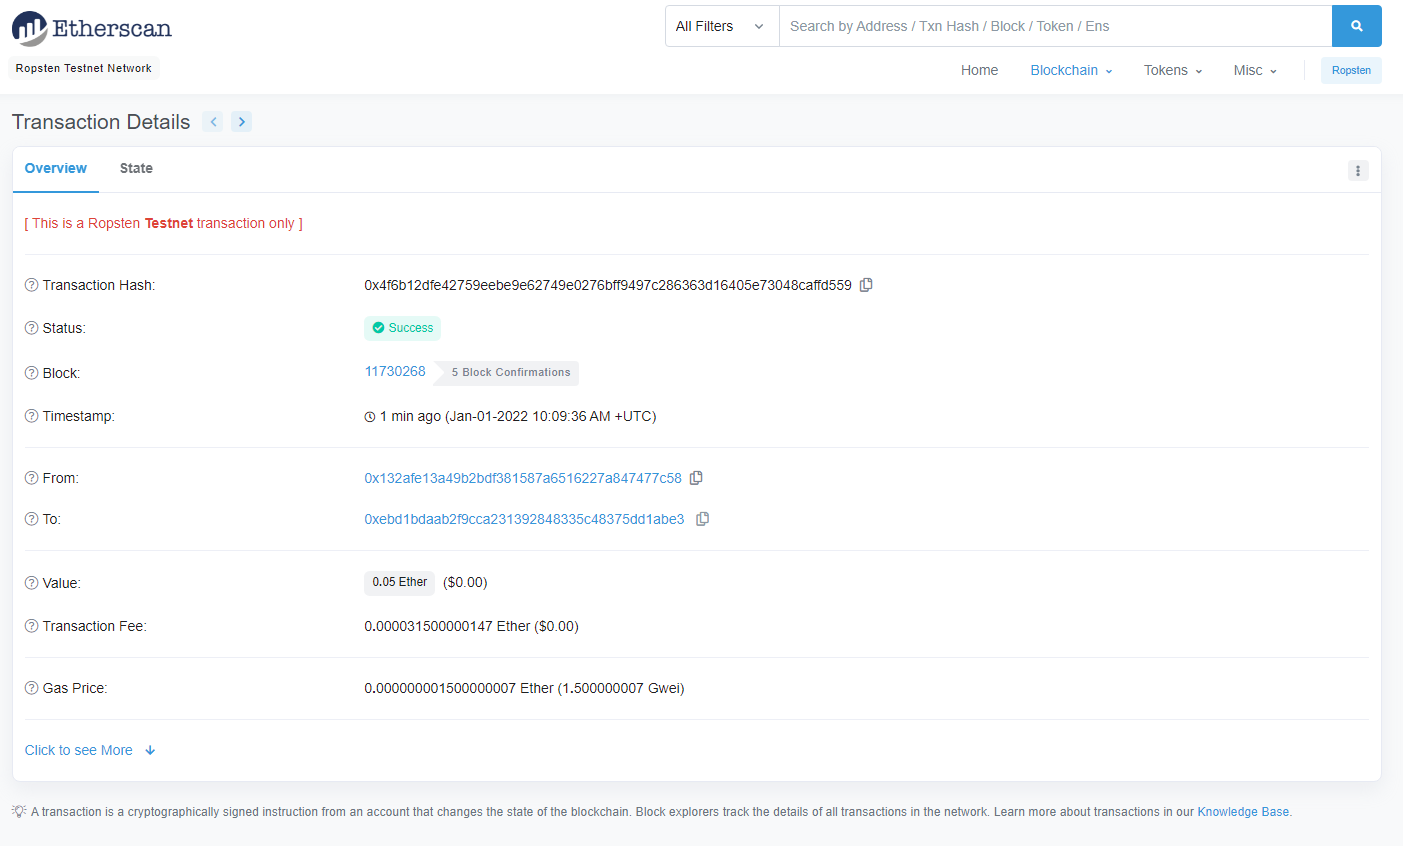 Etherscan
All Filters
Search by Address / Txn Hash / Block / Token / Ens
Ropsten Testnet Network
Home Blockchain Tokens Misc Ropsten
Transaction Details
Overview State
[ This is a Ropsten Testnet transaction only ]
Transaction Hash: 0x4f6b12dfe42759eebe9e62749e0276bff9497c286363d16405e73048caffd559
Status: Success
Block: 11730268 5 Block Confirmations
Timestamp: 1 min ago (Jan-01-2022 10:09:36 AM +UTC)
From: 0x132afe13a49b2bdf381587a6516227a847477c58
To: 0xebd1bdaab2f9cca231392848335c48375dd1abe3
Value: 0.05 Ether ($0.00)
Transaction Fee: 0.000031500000147 Ether ($0.00)
Gas Price: 0.000000001500000007 Ether (1.500000007 Gwei)
Click to see More
A transaction is a cryptographically signed instruction from an account that changes the state of the blockchain. Block explorers track the details of all transactions in the network. Learn more about transactions in our Knowledge Base.